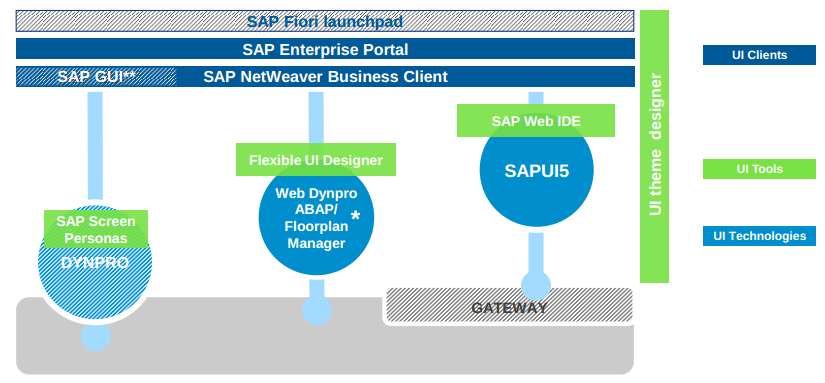 SAP Fiori launchpad
SAP Enterprise Portal
SAP GUI**
SAP NetWeaver Business Client
UI theme designer
UI Clients
UI Tools
UI Technologies
SAP Web IDE
SAPUI5
Flexible UI Designer
Web Dynpro
ABAP/
Floorplan *
Manager
SAP Screen
Personas
DYNPRO
GATEWAY